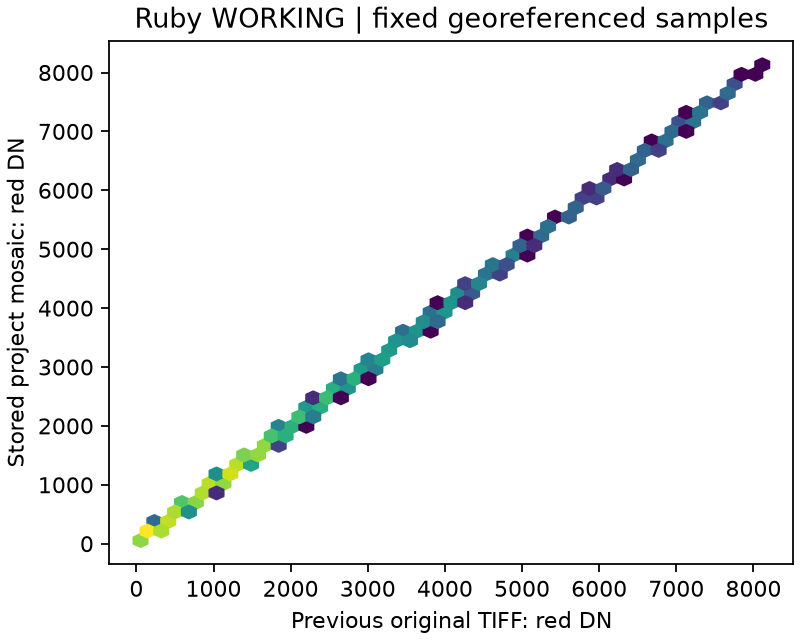 Ruby WORKING | fixed georeferenced samples
Stored project mosaic: red DN
8000
7000
6000
5000
4000
3000
2000
1000
0
0 1000 2000 3000 4000 5000 6000 7000 8000
Previous original TIFF: red DN